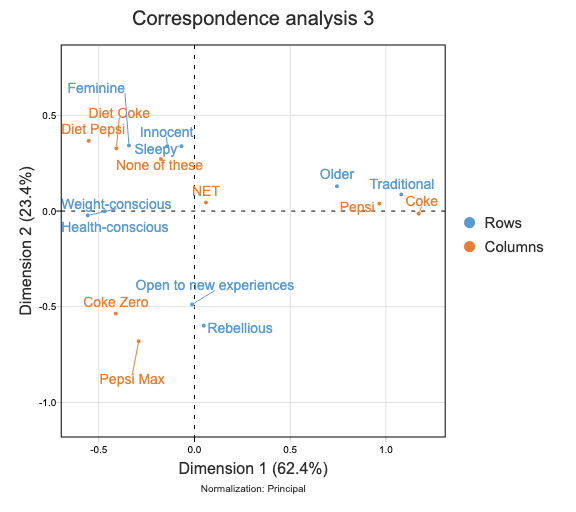 Correspondence analysis 3
Feminine
Diet Coke
Diet Pepsi
Innocent
Sleepy
None of these
Older
Traditional
NET
Coke
Pepsi
Weight-conscious
Health-conscious
Open to new experiences
Coke Zero
Rebellious
Pepsi Max
0.5
0.0
-0.5
-1.0
Dimension 2 (23.4%)
-0.5
0.0
0.5
1.0
Dimension 1 (62.4%)
Normalization: Principal
Rows
Columns